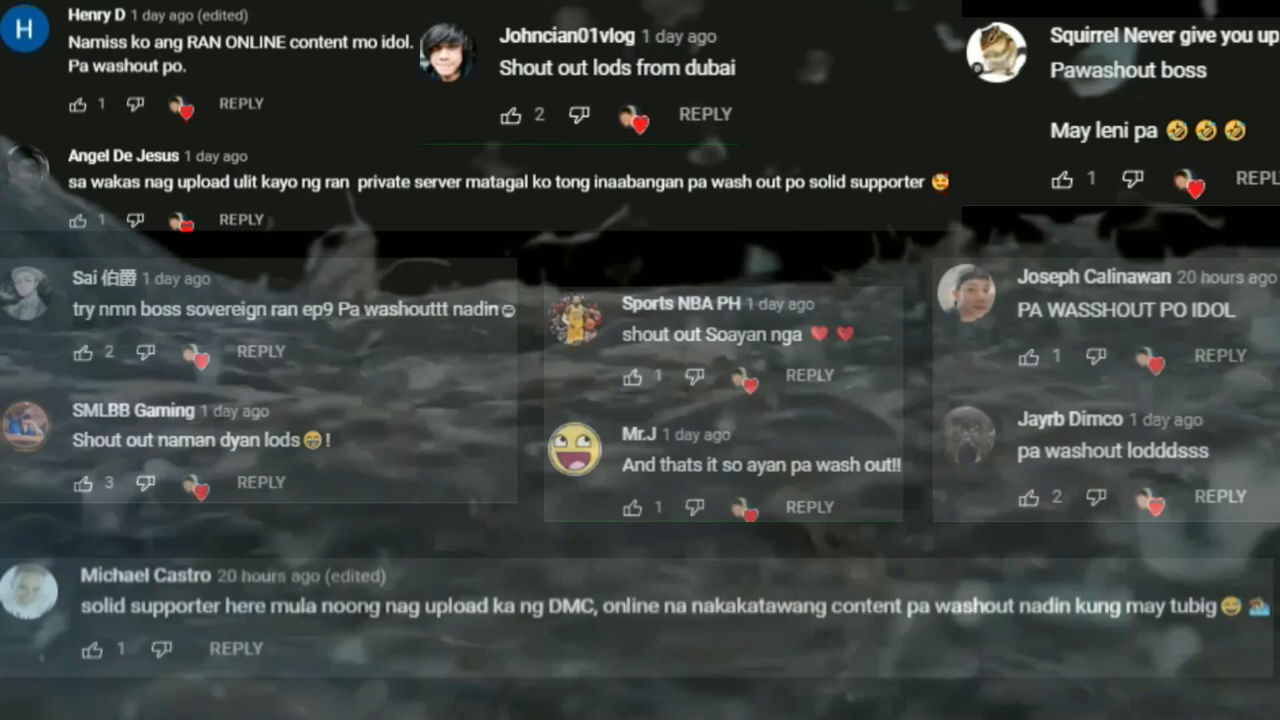 Henry D 1 day ago (edited)
Namiss ko ang RAN ONLINE content mo idol.
Pa washout po.
1 REPLY
Johncian01vlog 1 day ago
Shout out lods from dubai
2 REPLY
Squirrel Never give you up
Pawashout boss
May leni pa 🤣 🤣 🤣
1 REPL
Angel De Jesus 1 day ago
sa wakas nag upload ulit kayo ng ran private server matagal ko tong inaabangan pa wash out po solid supporter 🥰
1 REPLY
Sai 伯爵 1 day ago
try nmn boss sovereign ran ep9 Pa washouttt nadin☺
2 REPLY
SMLBB Gaming 1 day ago
Shout out naman dyan lods😁!
3 REPLY
Sports NBA PH 1 day ago
shout out Soayan nga ♥ ♥
1 REPLY
Mr.J 1 day ago
And thats it so ayan pa wash out!!
1 REPLY
Joseph Calinawan 20 hours ago
PA WASSHOUT PO IDOL
1 REPLY
Jayrb Dimco 1 day ago
pa washout lodddsss
2 REPLY
Michael Castro 20 hours ago (edited)
solid supporter here mula noong nag upload ka ng DMC, online na nakakatawang content pa washout nadin kung may tubig😅 🏊
1 REPLY
H